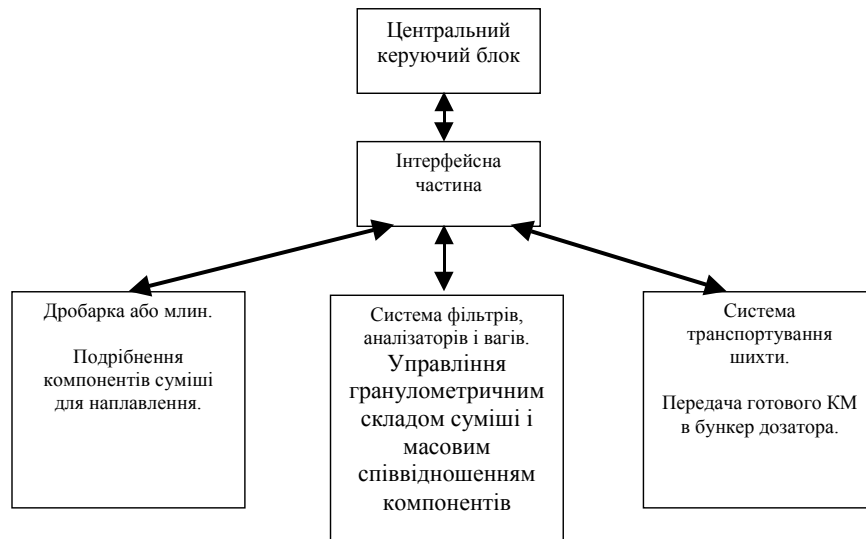 Центральний
керуючий блок
Інтерфейсна
частина
Дробарка або млин.
Подрібнення
компонентів суміші
для наплавлення.
Система фільтрів,
аналізаторів і вагів.
Управління
гранулометричним
складом суміші і
масовим
співвідношенням
компонентів
Система
транспортування
шихти.
Передача готового КМ
в бункер дозатора.